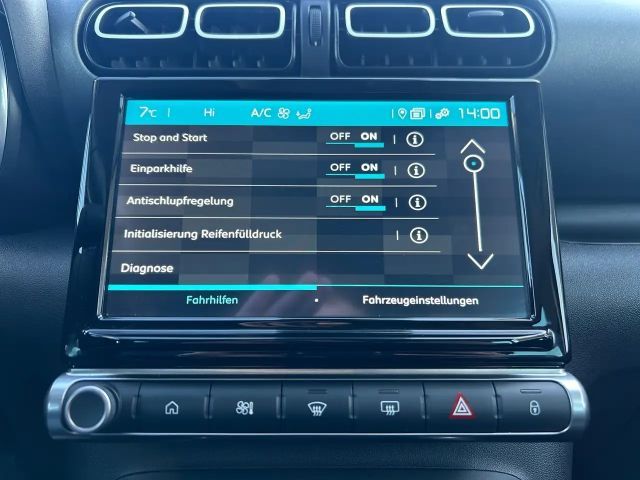 7°C Hi A/C 14:00
Stop and Start OFF ON i
Einparkhilfe OFF ON i
Antischlupfregelung OFF ON i
Initialisierung Reifenfülldruck i
Diagnose
Fahrhilfen Fahrzeugeinstellungen